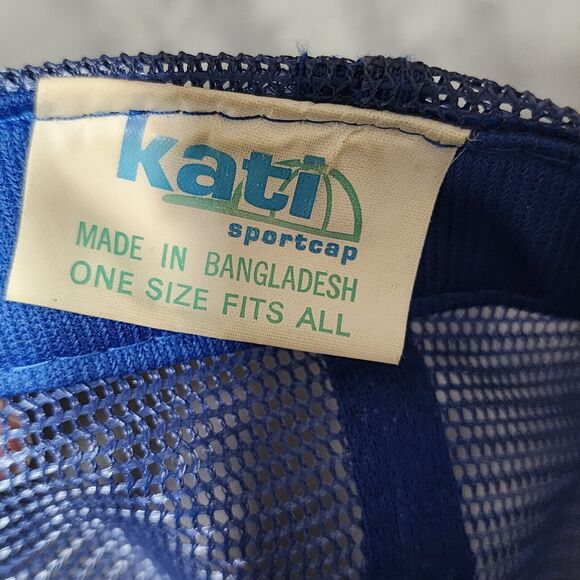 kati
sportcap
MADE IN BANGLADESH
ONE SIZE FITS ALL